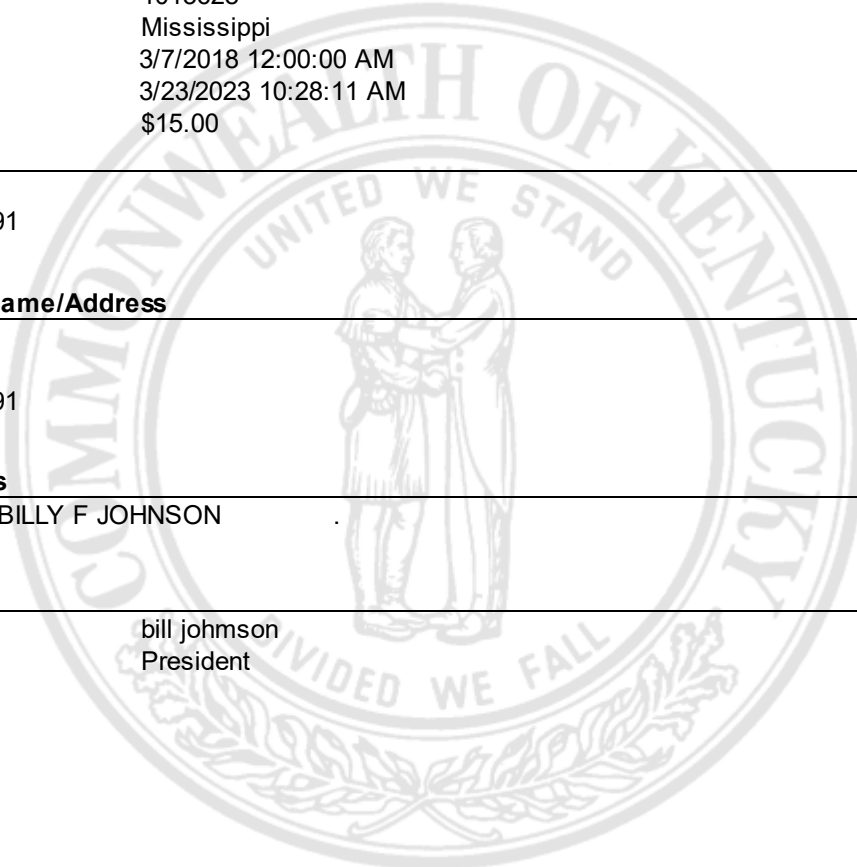 Mississippi
3/7/2018 12:00:00 AM
3/23/2023 10:28:11 AM
$15.00
COMMONWEALTH OF KENTUCKY
UNITED WE STAND
91
ame/Address
91
s
BILLY F JOHNSON .
bill johmson
President
DIVIDED WE FALL